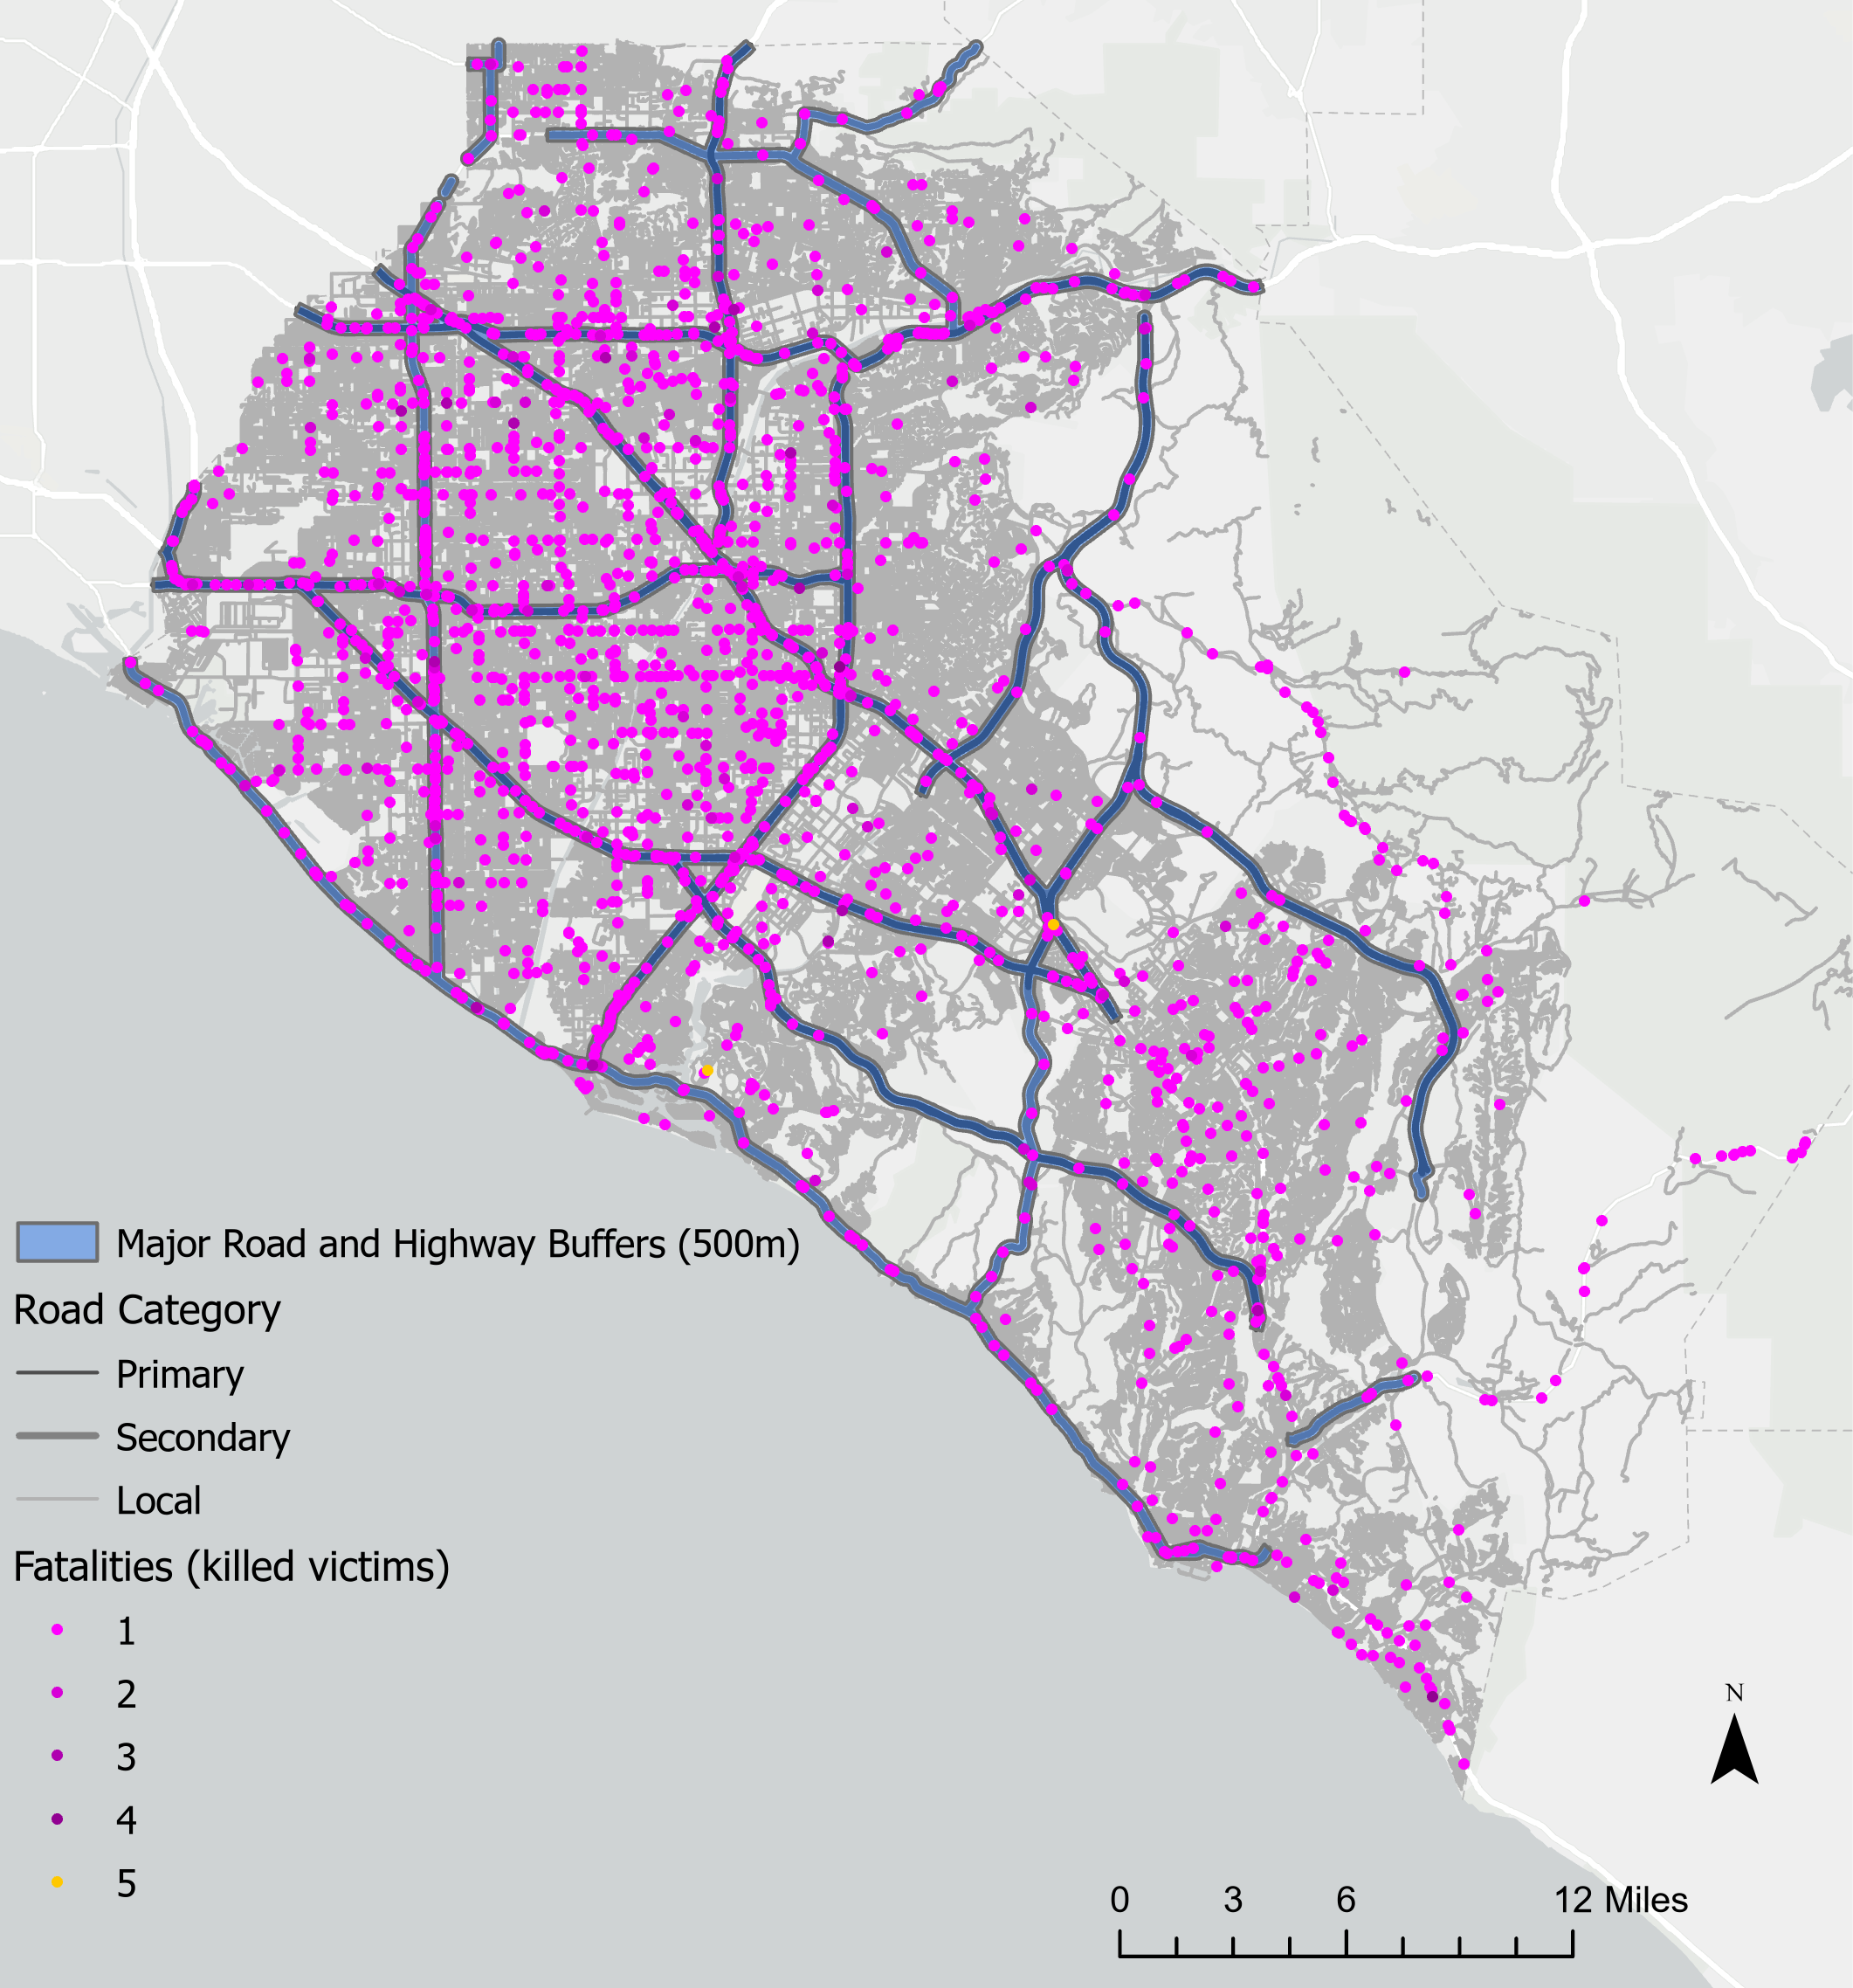 Major Road and Highway Buffers (500m)
Road Category
Primary
Secondary
Local
Fatalities (killed victims)
1
2
3
4
5
N
0 3 6 12 Miles